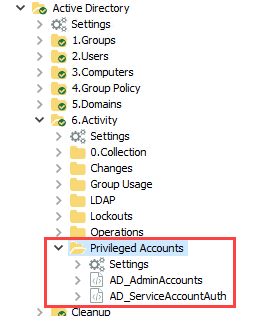 Active Directory
Settings
1.Groups
2.Users
3.Computers
4.Group Policy
5.Domains
6.Activity
Settings
0.Collection
Changes
Group Usage
LDAP
Lockouts
Operations
Privileged Accounts
Settings
AD_AdminAccounts
AD_ServiceAccountAuth
Cleanup